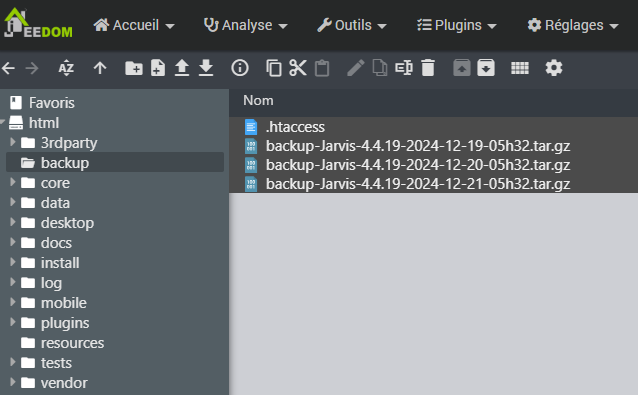 JEEDOM Accueil Analyse Outils Plugins Réglages
Nom
Favoris
html
3rdparty
backup
core
data
desktop
docs
install
log
mobile
plugins
resources
tests
vendor
.htaccess
backup-Jarvis-4.4.19-2024-12-19-05h32.tar.gz
backup-Jarvis-4.4.19-2024-12-20-05h32.tar.gz
backup-Jarvis-4.4.19-2024-12-21-05h32.tar.gz